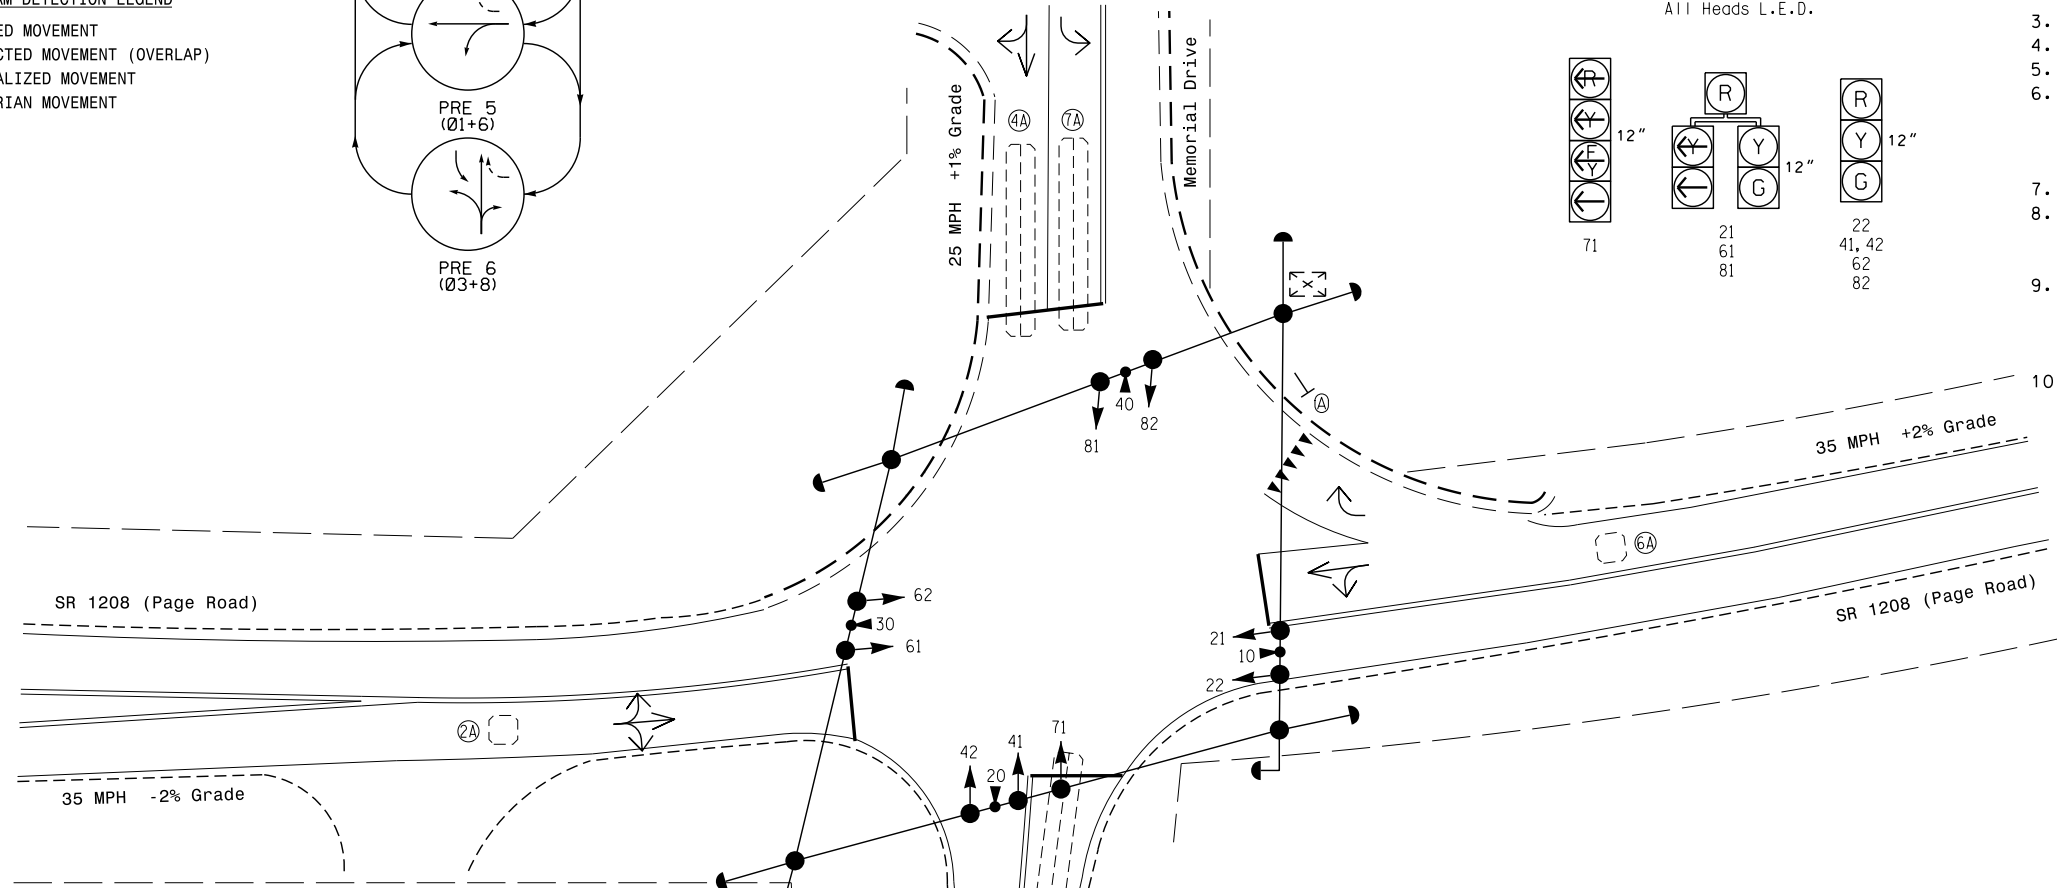 ED MOVEMENT
CTED MOVEMENT (OVERLAP)
ALIZED MOVEMENT
RIAN MOVEMENT
PRE 5
(Ø1+6)
PRE 6
(Ø3+8)
25 MPH +1% Grade
4A
7A
Memorial Drive
All Heads L.E.D.
R
Y
F
Y
12"
71
R
Y
Y
G
12"
21
61
81
R
Y
G
12"
22
41, 42
62
82
3.
4.
5.
6.
7.
8.
9.
10
X
81
40
82
A
35 MPH +2% Grade
6A
SR 1208 (Page Road)
SR 1208 (Page Road)
62
30
61
21
10
22
2A
35 MPH -2% Grade
42
20
41
71